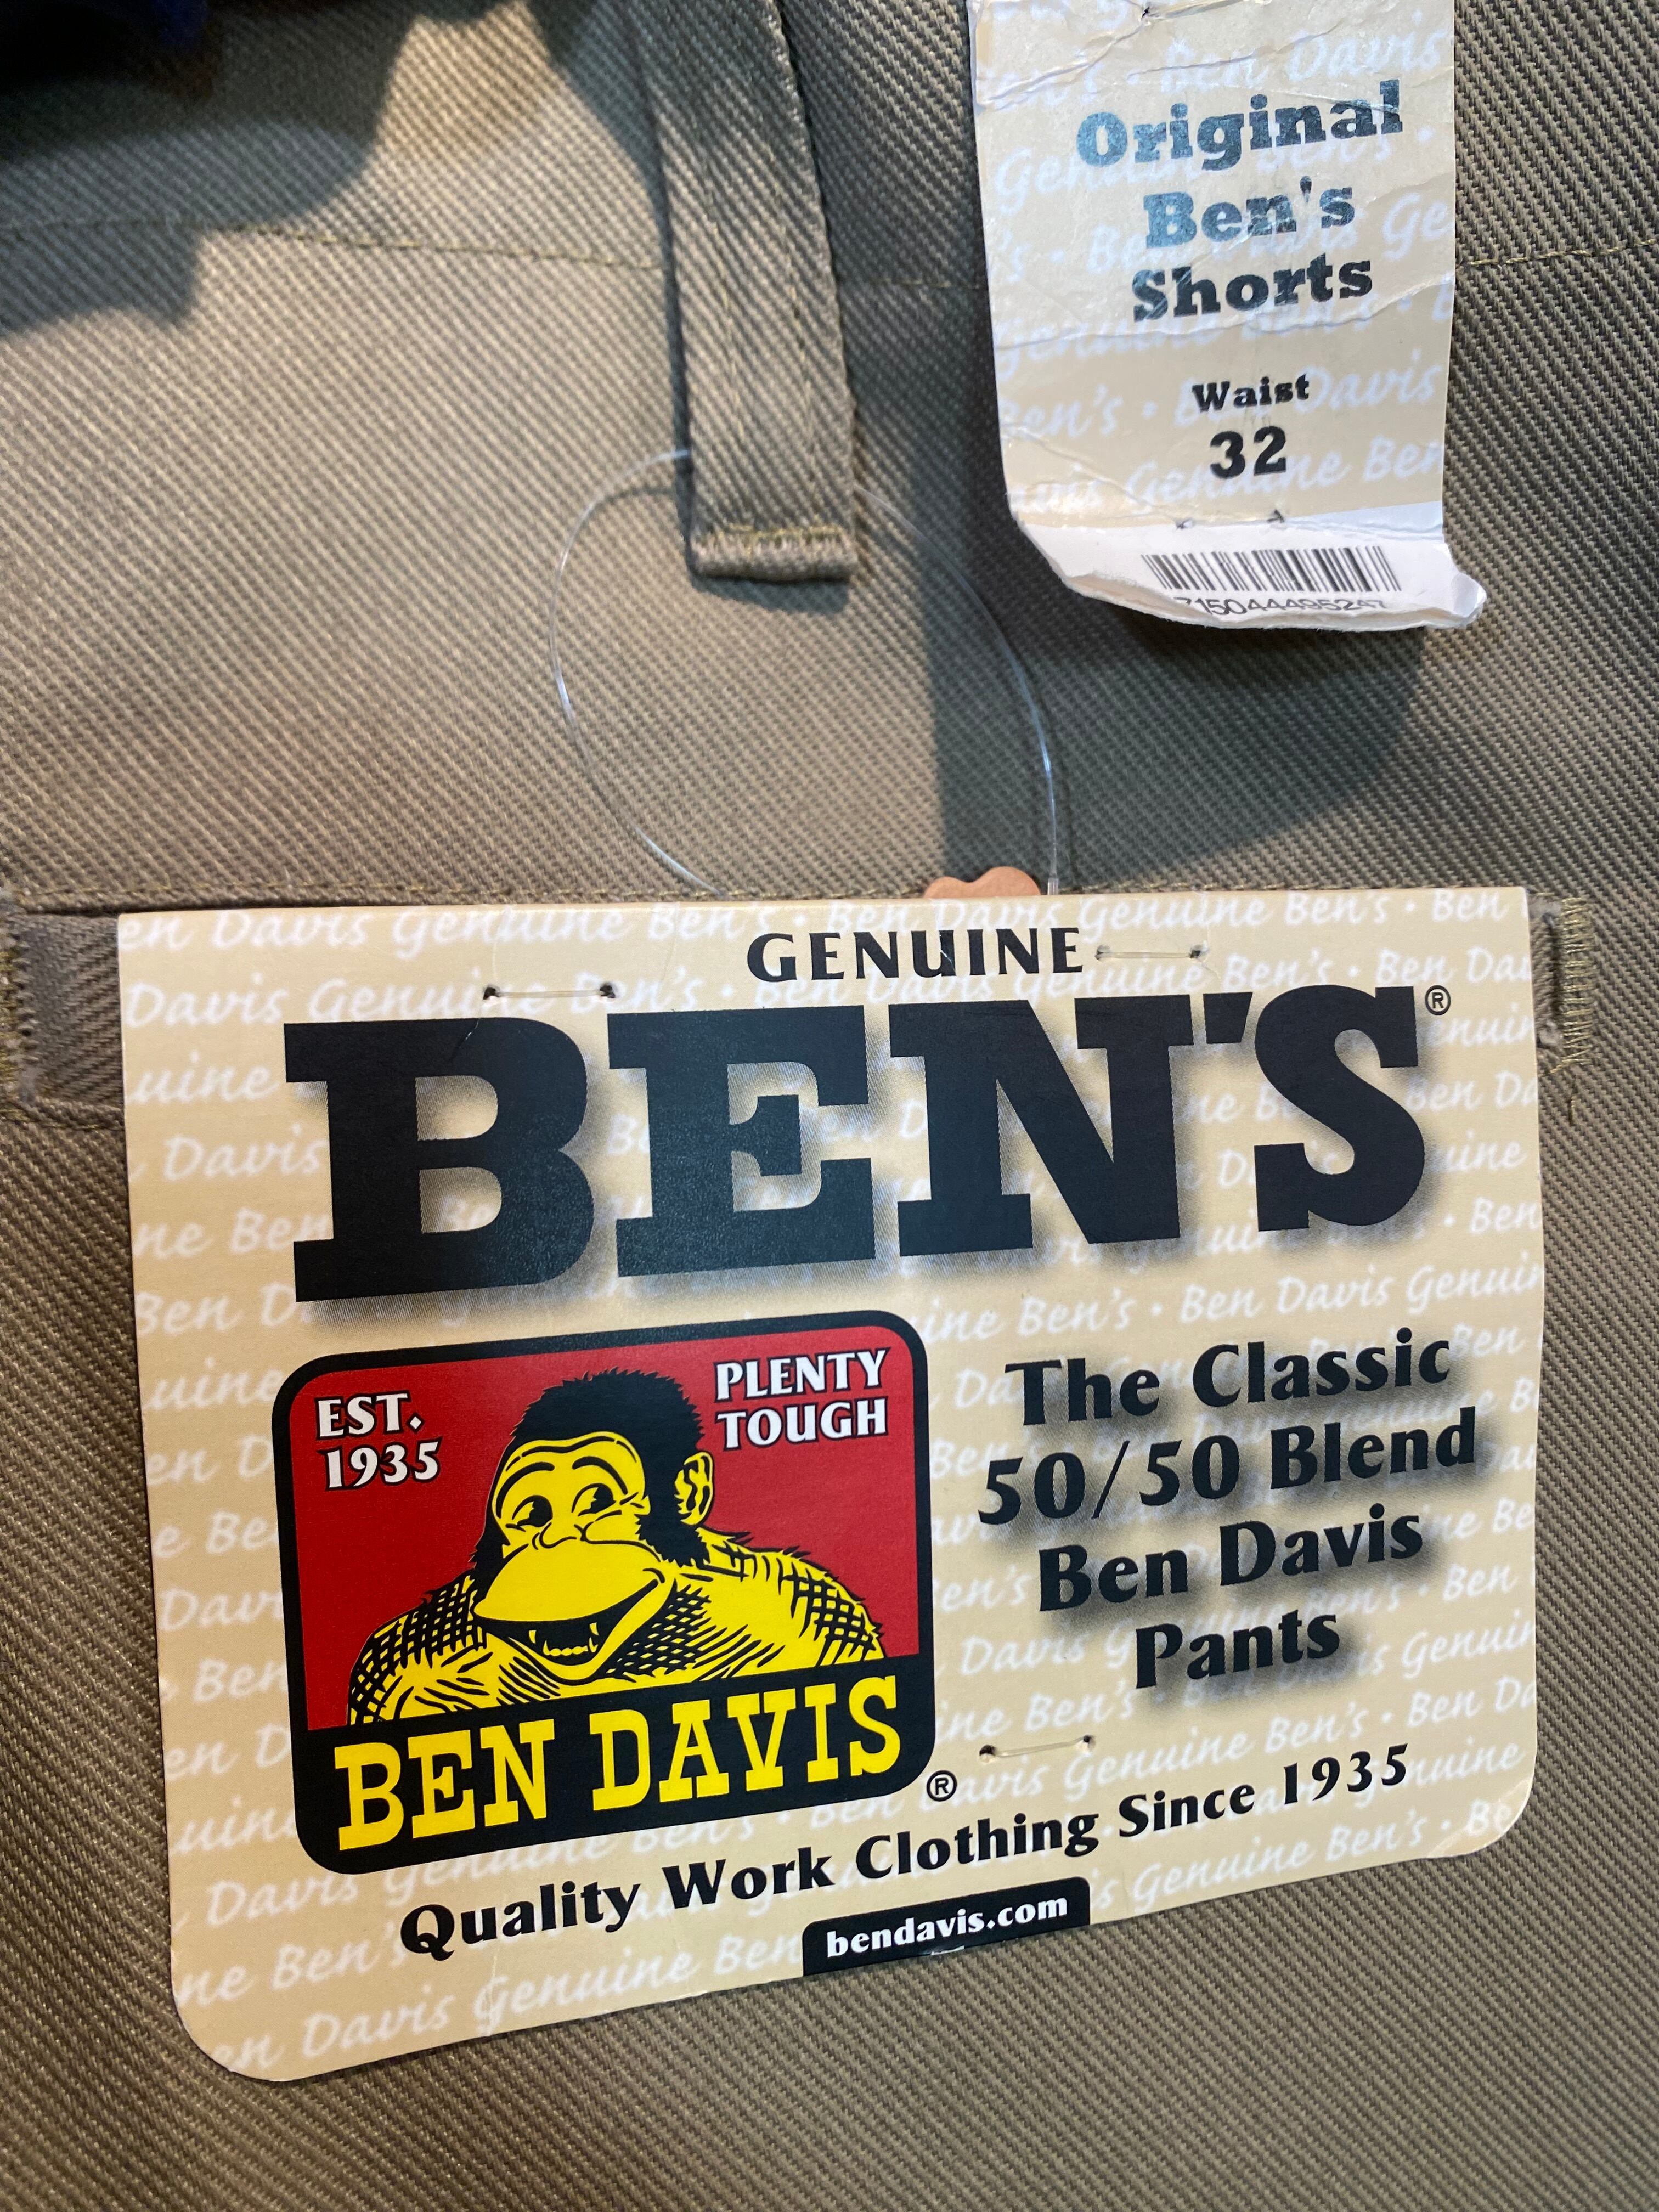 Original
Ben's
Shorts
Waist
32
715044495247
GENUINE
BEN'S®
EST.
1935
PLENTY
TOUGH
BEN DAVIS
®
The Classic
50/50 Blend
Ben Davis
Pants
Quality Work Clothing Since 1935
bendavis.com